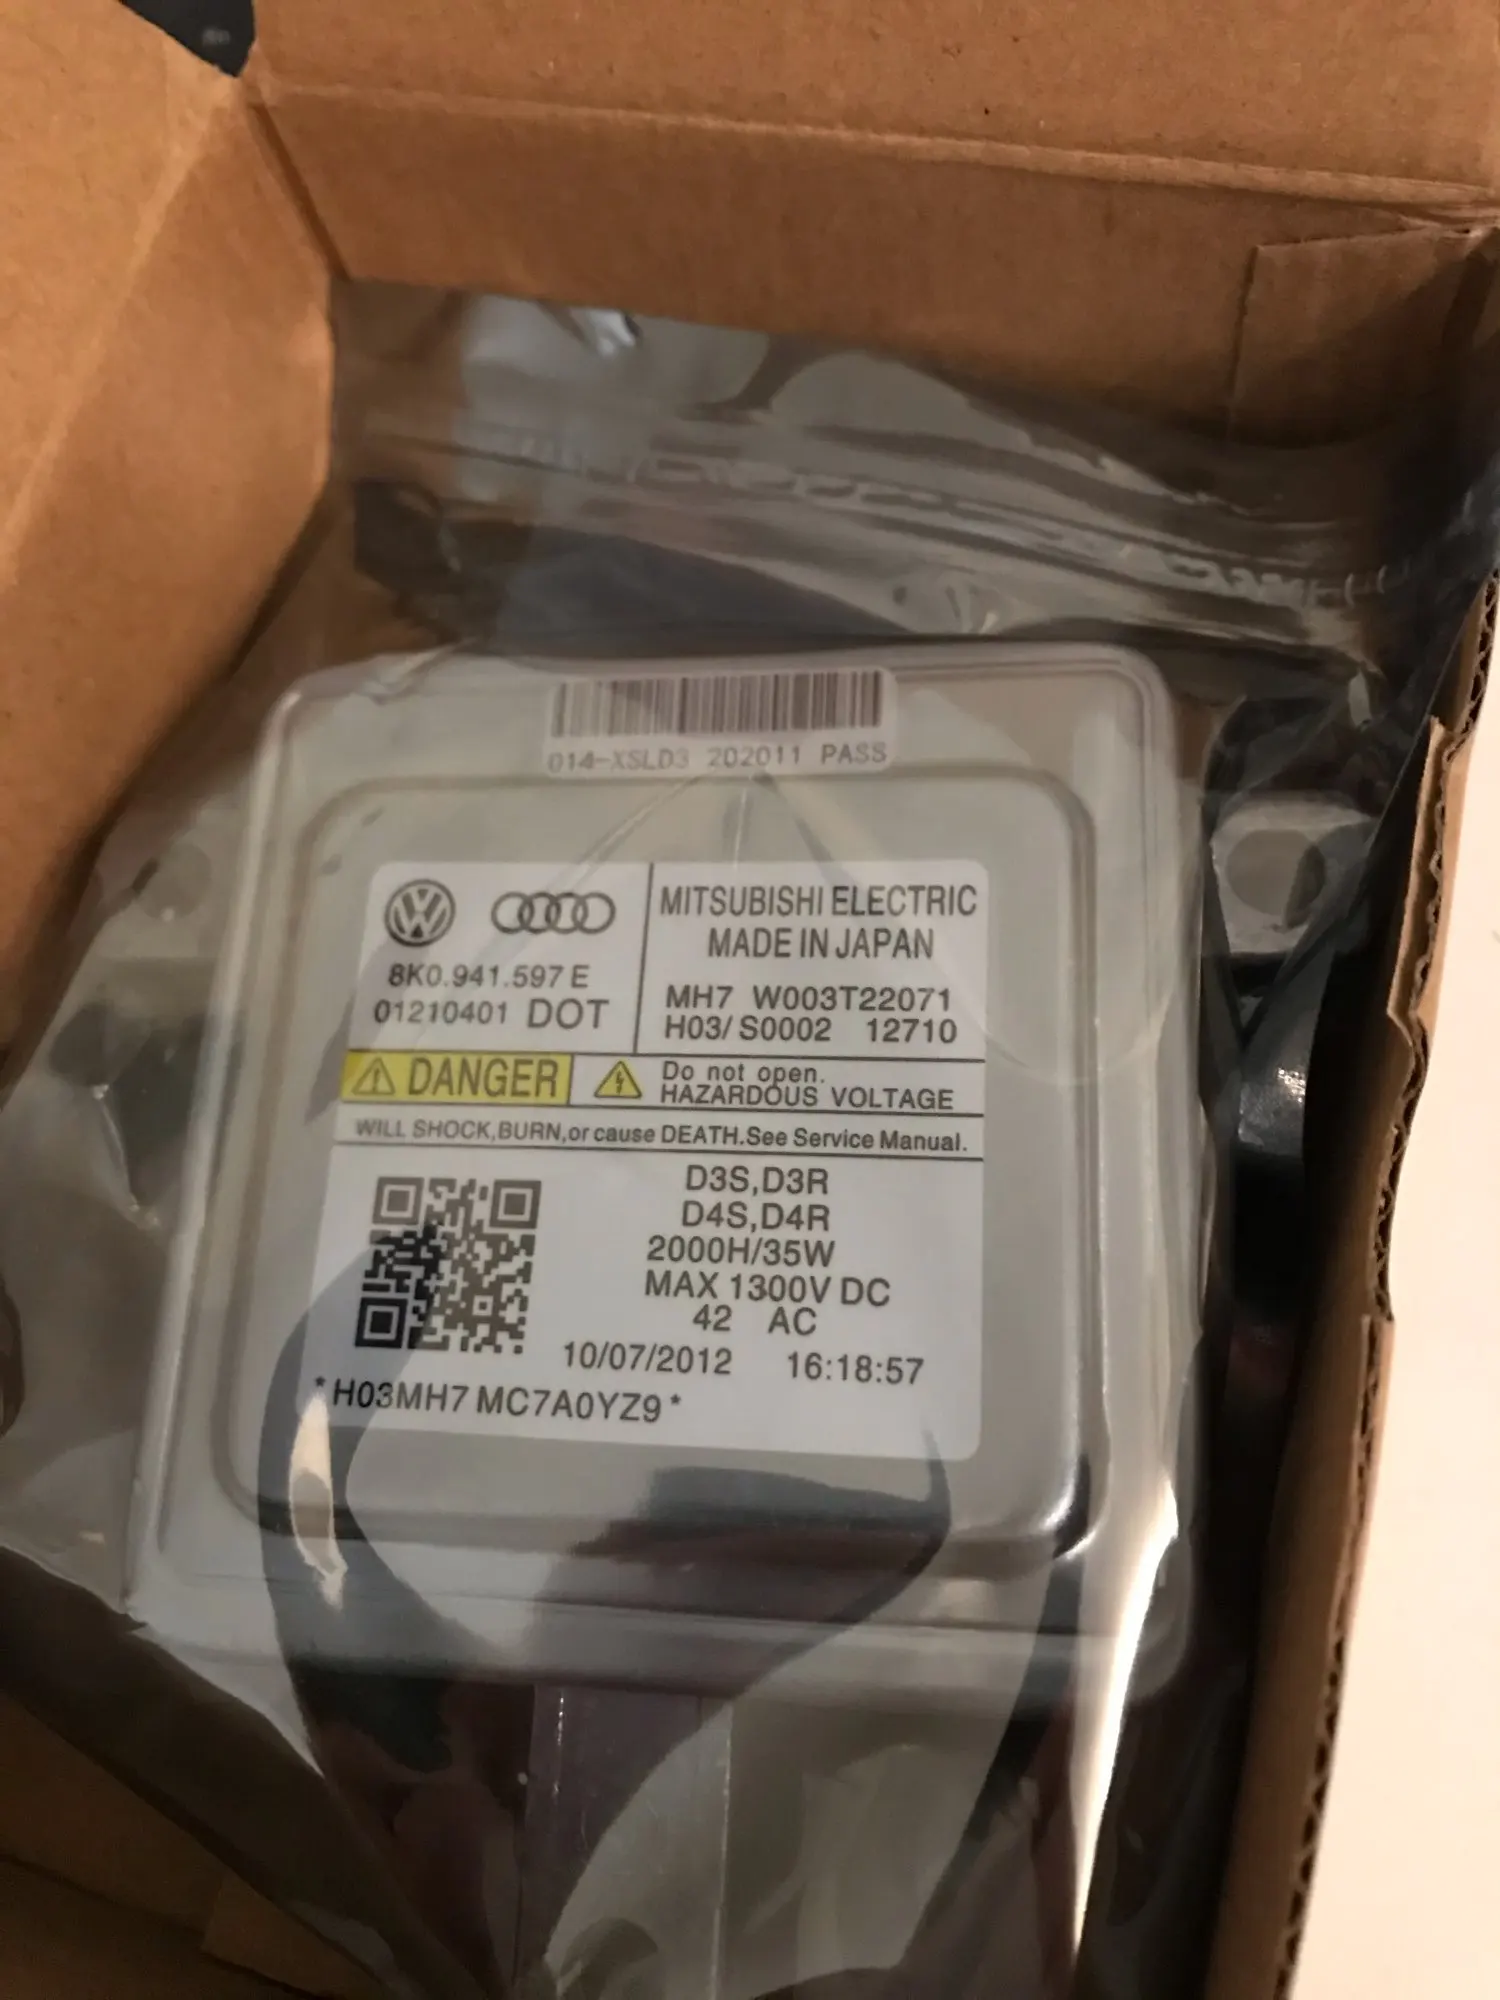 014-XSLD3 202011 PASS
8K0.941.597 E
01210401 DOT
MITSUBISHI ELECTRIC
MADE IN JAPAN
MH7 W003T22071
H03/ S0002 12710
DANGER
Do not open.
HAZARDOUS VOLTAGE
WILL SHOCK,BURN,or cause DEATH.See Service Manual.
D3S,D3R
D4S,D4R
2000H/35W
MAX 1300V DC
42 AC
10/07/2012 16:18:57
*H03MH7 MC7A0YZ9*